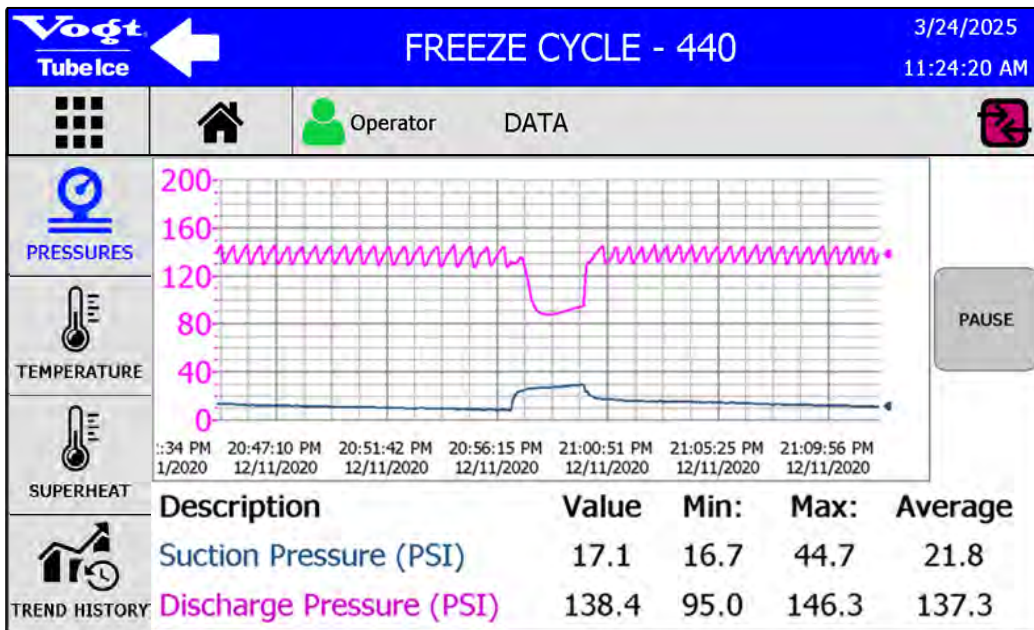 Vogt
Tube Ice
FREEZE CYCLE - 440
3/24/2025
11:24:20 AM
Operator
DATA
PRESSURES
TEMPERATURE
SUPERHEAT
TREND HISTORY
200
160
120
80
40
0
:34 PM 20:47:10 PM 20:51:42 PM 20:56:15 PM 21:00:51 PM 21:05:25 PM 21:09:56 PM
1/2020 12/11/2020 12/11/2020 12/11/2020 12/11/2020 12/11/2020 12/11/2020
PAUSE
Description Value Min: Max: Average
Suction Pressure (PSI) 17.1 16.7 44.7 21.8
Discharge Pressure (PSI) 138.4 95.0 146.3 137.3